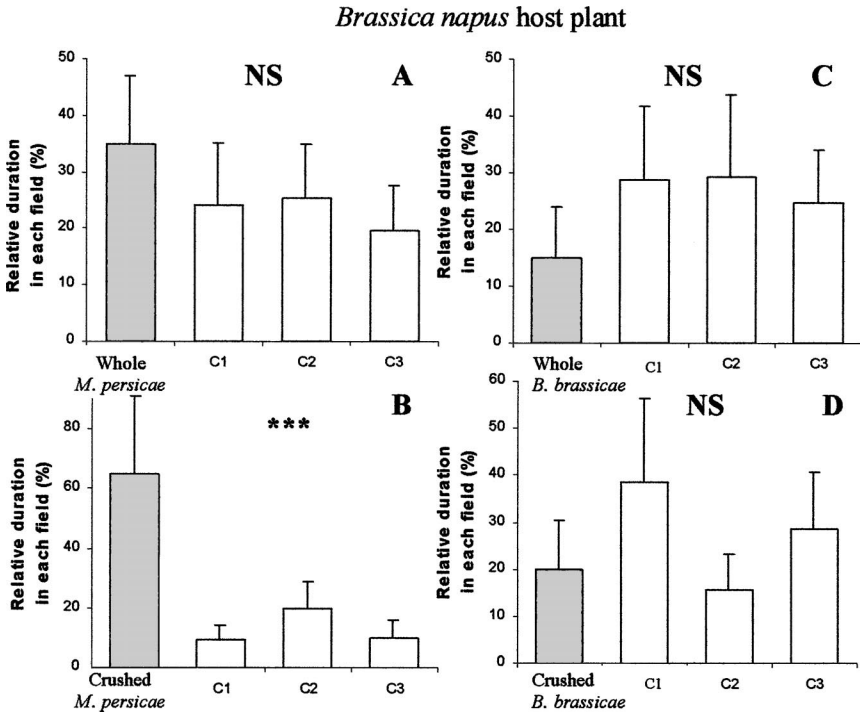 Brassica napus host plant
50
40
30
20
10
0
Relative duration
in each field (%)
NS
A
Whole
M. persicae
C1
C2
C3
50
40
30
20
10
0
Relative duration
in each field (%)
NS
C
Whole
B. brassicae
C1
C2
C3
80
60
40
20
0
Relative duration
in each field (%)
***
B
Crushed
M. persicae
C1
C2
C3
60
50
40
30
20
10
0
Relative duration
in each field (%)
NS
D
Crushed
B. brassicae
C1
C2
C3